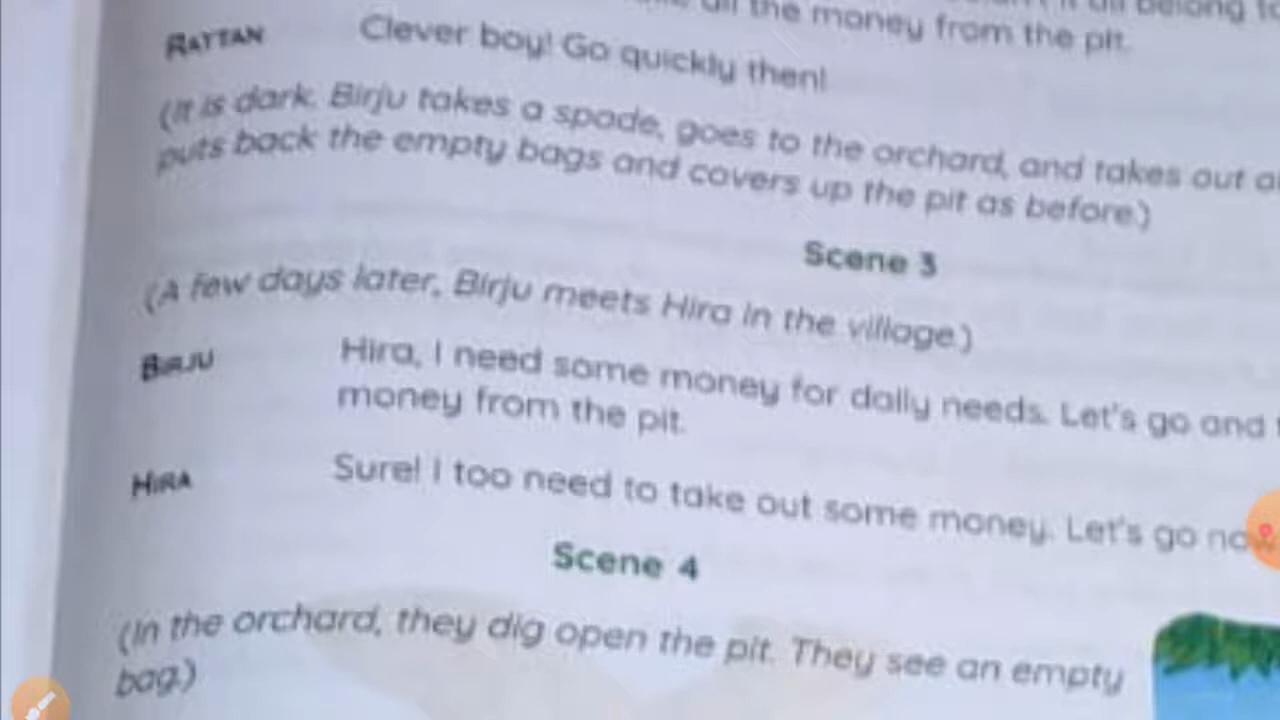 all the money from the pit.
RATTAN Clever boy! Go quickly then!
(It is dark. Birju takes a spade, goes to the orchard, and takes out
puts back the empty bags and covers up the pit as before.)
Scene 3
(A few days later, Birju meets Hira in the village.)
BIRJU Hira, I need some money for daily needs. Let's go and
money from the pit.
HIRA Sure! I too need to take out some money. Let's go
Scene 4
(In the orchard, they dig open the pit. They see an empty
bag.)